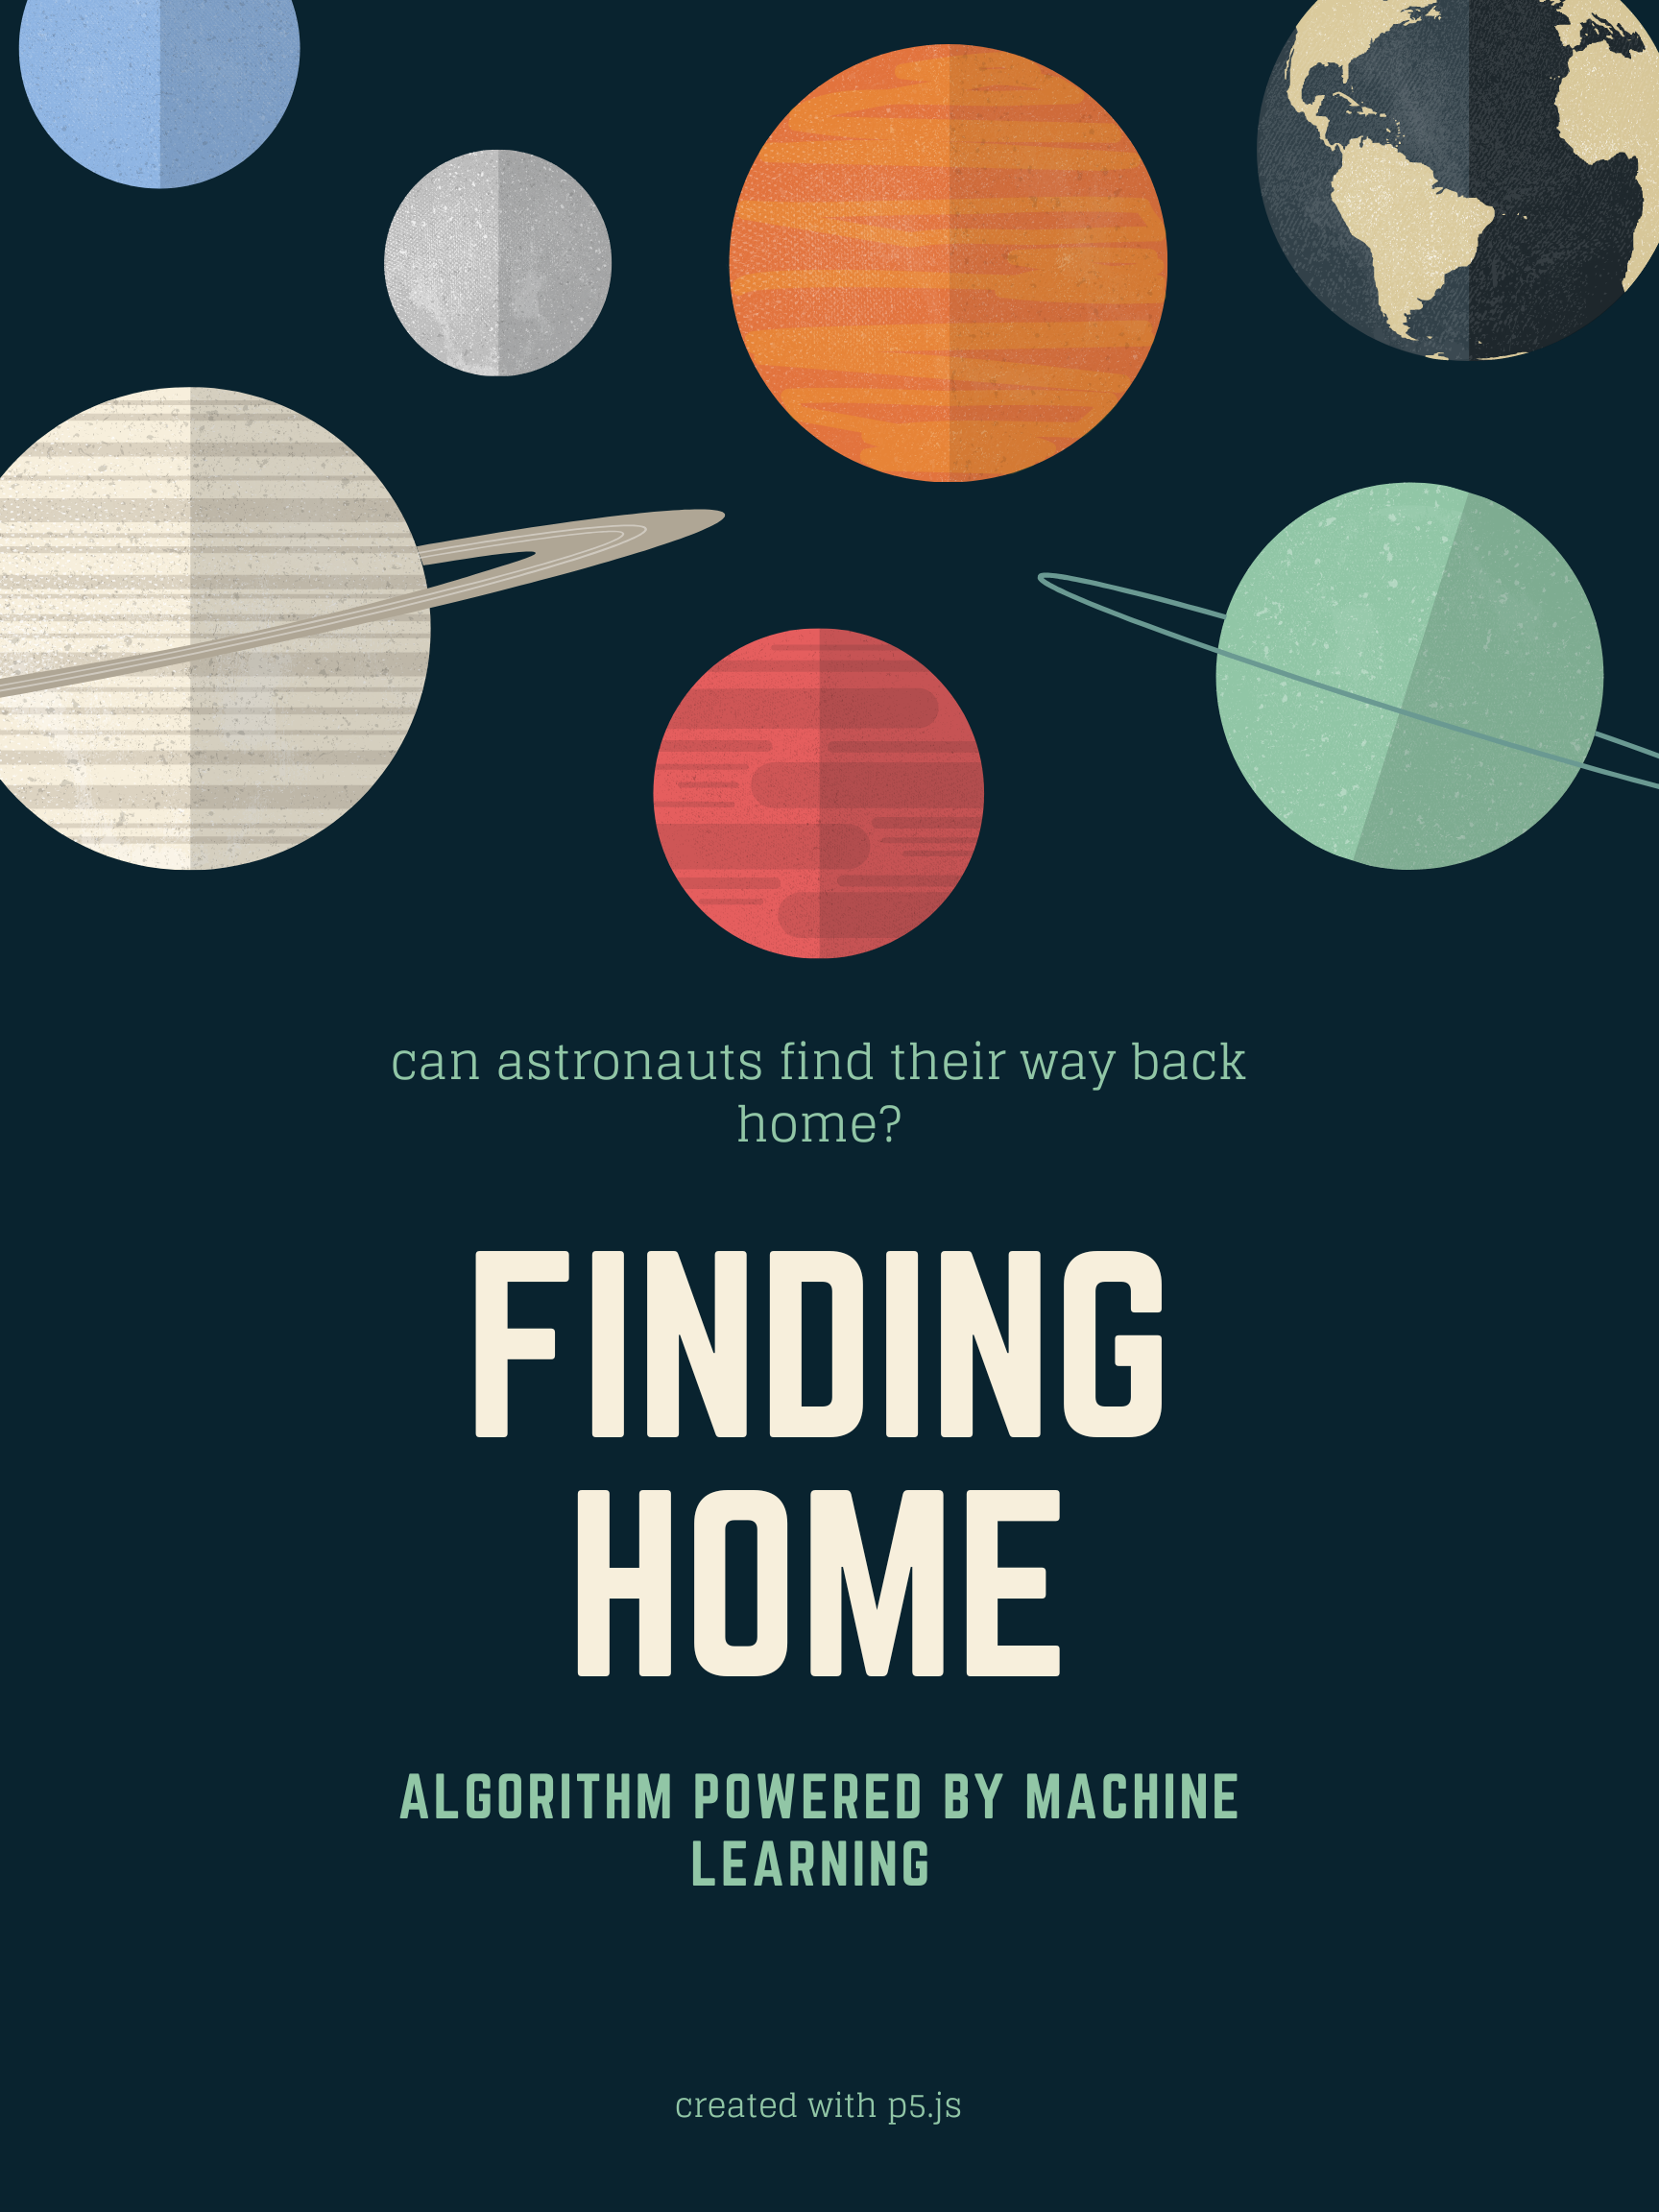 can astronauts find their way back
home?
FINDING
HOME
ALGORITHM POWERED BY MACHINE
LEARNING
created with p5.js